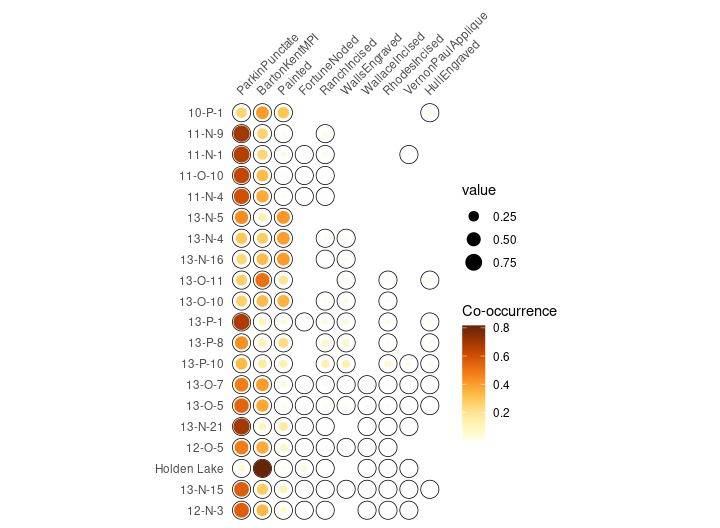 ParkinPunctate
BartonKentMPI
Painted
FortuneNoded
RanchIncised
WallsEngraved
WallaceIncised
RhodesIncised
VernonPaulApplique
HullEngraved
10-P-1
11-N-9
11-N-1
11-O-10
11-N-4
13-N-5
13-N-4
13-N-16
13-O-11
13-O-10
13-P-1
13-P-8
13-P-10
13-O-7
13-O-5
13-N-21
12-O-5
Holden Lake
13-N-15
12-N-3
value
0.25
0.50
0.75
Co-occurrence
0.8
0.6
0.4
0.2